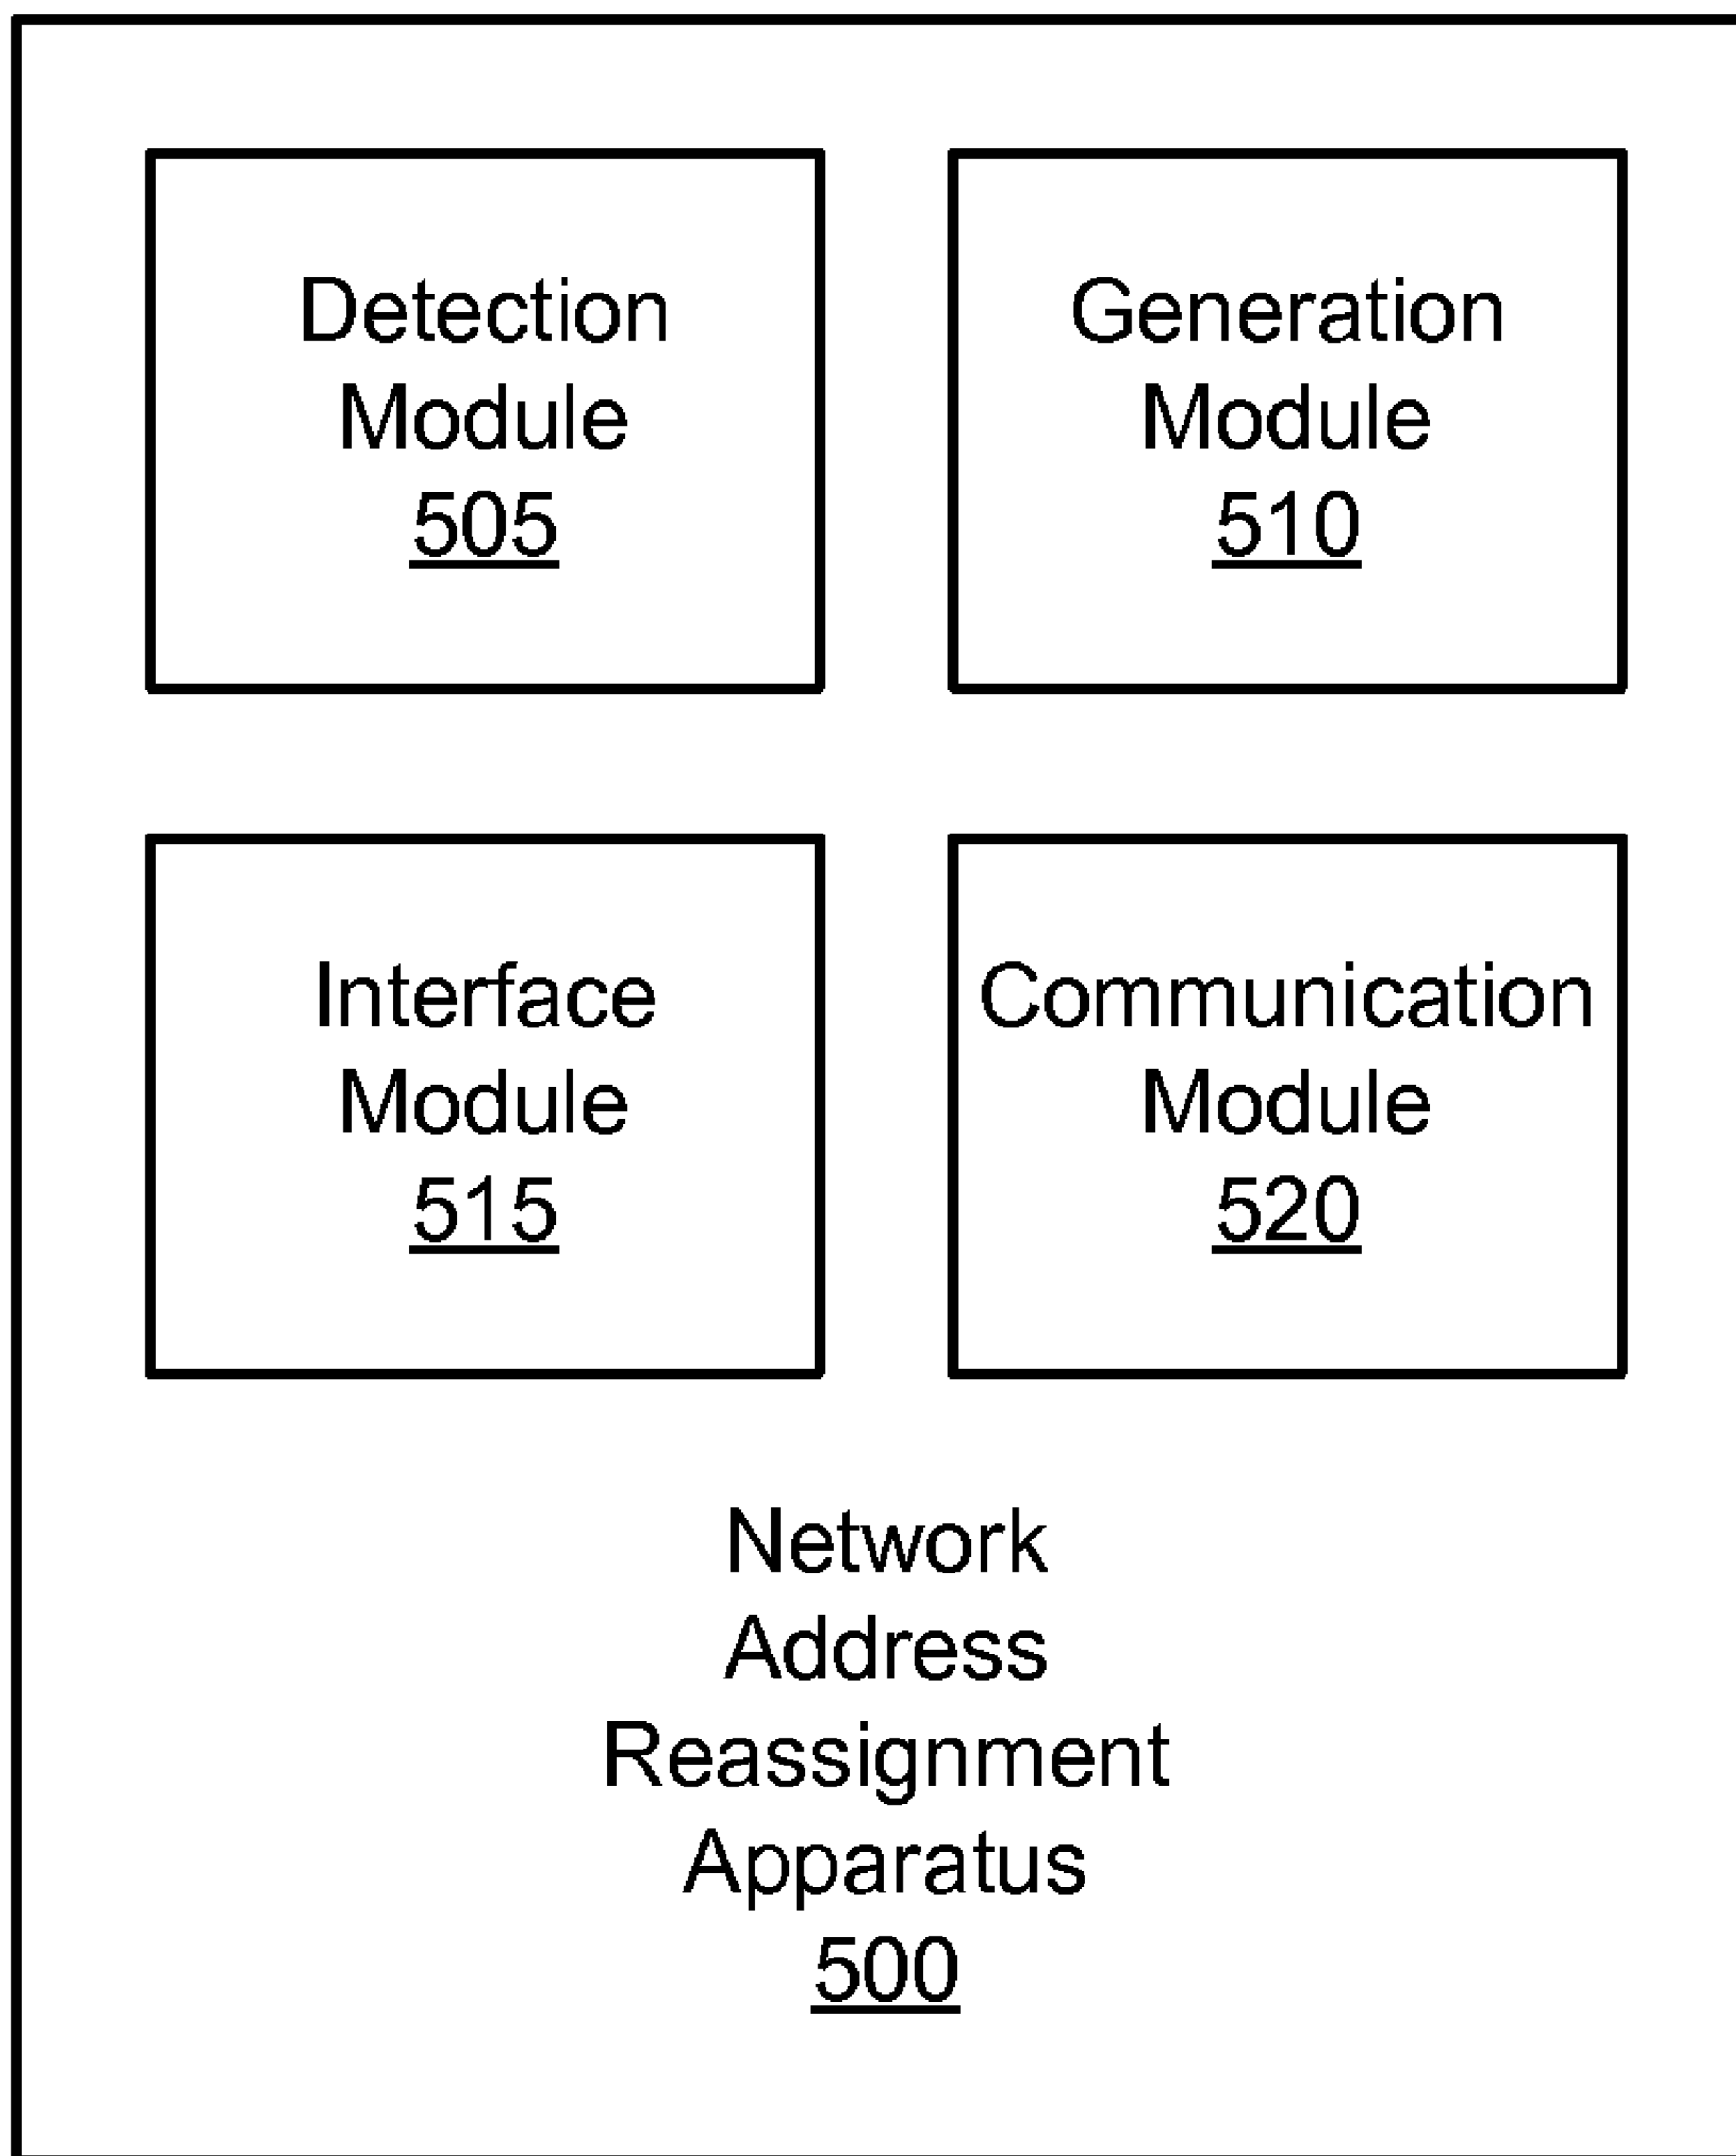 Detection
Module
505
Generation
Module
510
Interface
Module
515
Communication
Module
520
Network
Address
Reassignment
Apparatus
500